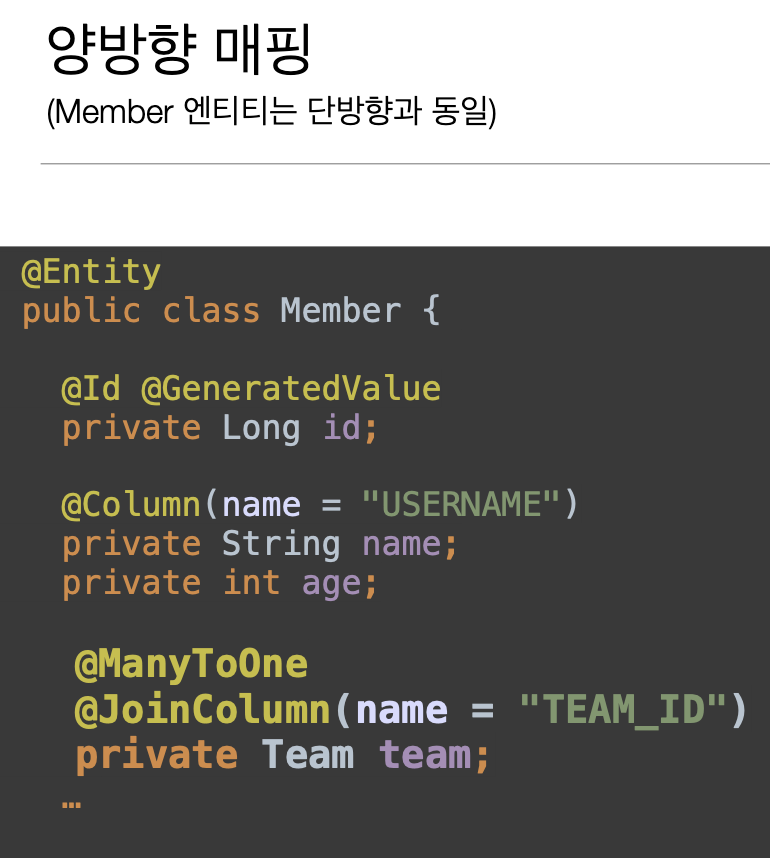 양방향 매핑
(Member 엔티티는 단방향과 동일)
@Entity
public class Member {
@Id @GeneratedValue
private Long id;
@Column(name = "USERNAME")
private String name;
private int age;
@ManyToOne
@JoinColumn(name = "TEAM_ID")
private Team team;
…